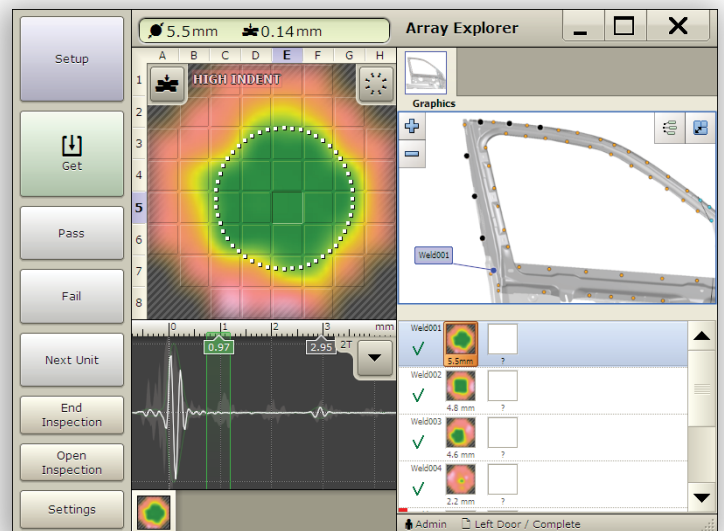 Setup
Get
Pass
Fail
Next Unit
End
Inspection
Open
Inspection
Settings
5.5mm 0.14mm
A B C D E F G H
1
2
3
4
5
6
7
8
HIGH INDENT
0 1 2 3 mm
0.97 2.95 2T
Array Explorer
Graphics
Weld001
Weld001
5.5mm ?
Weld002
4.8 mm ?
Weld003
4.6 mm ?
Weld004
2.2 mm ?
Admin Left Door / Complete